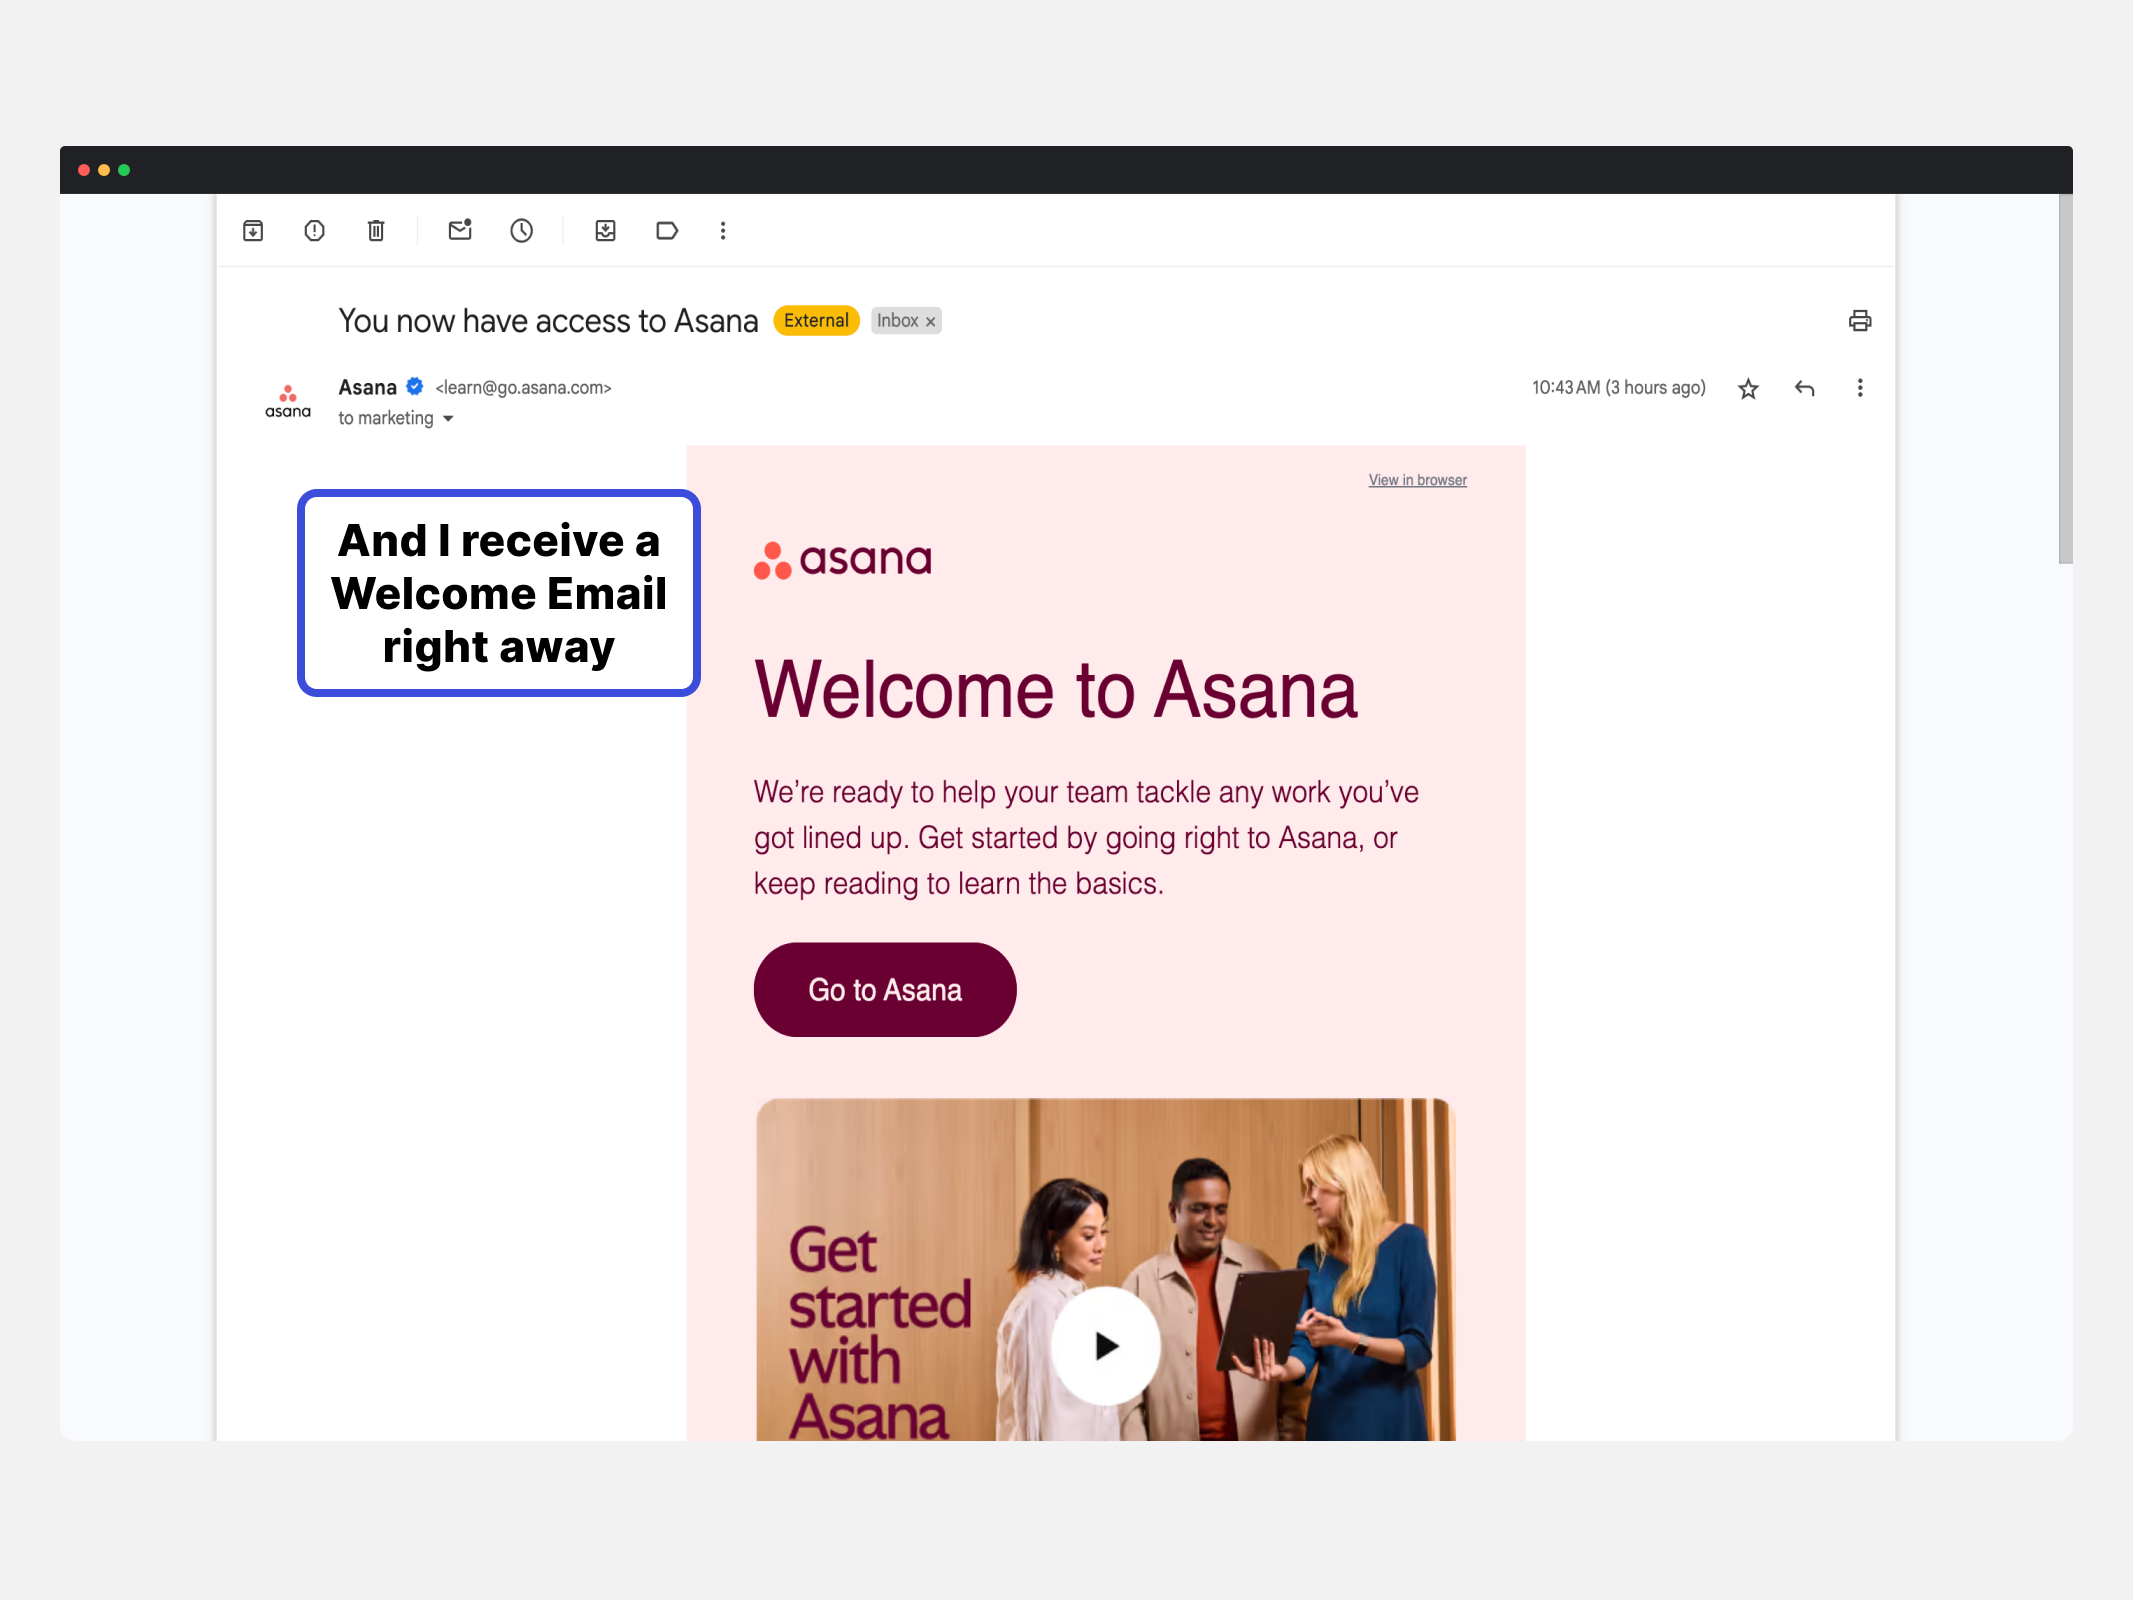 You now have access to Asana External Inbox ×
Asana <learn@go.asana.com> 10:43 AM (3 hours ago)
asana
to marketing
View in browser
And I receive a
Welcome Email
right away
asana
Welcome to Asana
We’re ready to help your team tackle any work you’ve
got lined up. Get started by going right to Asana, or
keep reading to learn the basics.
Go to Asana
Get
started
with
Asana